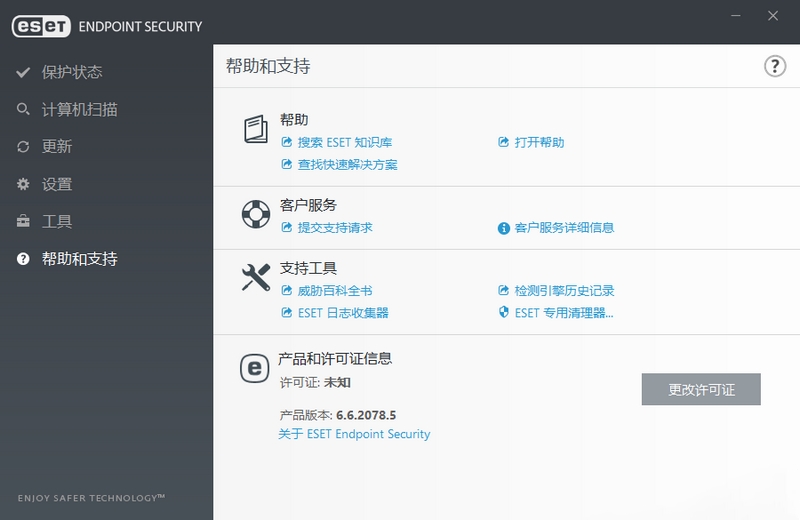 eset ENDPOINT SECURITY
保护状态
计算机扫描
更新
设置
工具
帮助和支持
ENJOY SAFER TECHNOLOGY™
帮助和支持
?
帮助
搜索 ESET 知识库
打开帮助
查找快速解决方案
客户服务
提交支持请求
客户服务详细信息
支持工具
威胁百科全书
检测引擎历史记录
ESET 日志收集器
ESET 专用清理器...
e
产品和许可证信息
许可证: 未知
更改许可证
产品版本: 6.6.2078.5
关于 ESET Endpoint Security